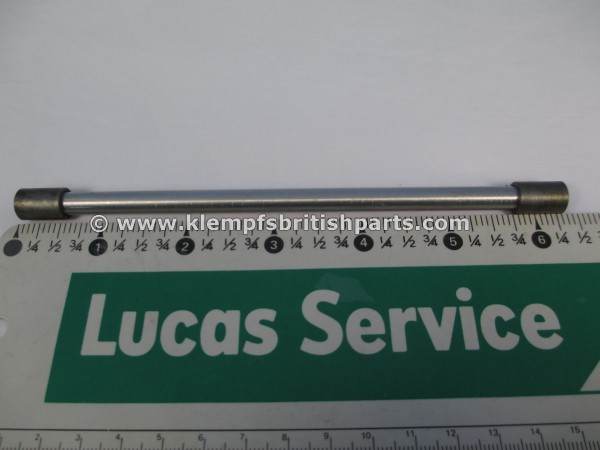 © www.klempfsbritishparts.com
¼ ½ ¾ 1 ¼ ½ ¾ 2 ¼ ½ ¾ 3 ¼ ½ ¾ 4 ¼ ½ ¾ 5 ¼ ½ ¾ 6 ¼ ½
Lucas Service
2 3 4 5 6 7 8 9 10 11 12 13 14 15